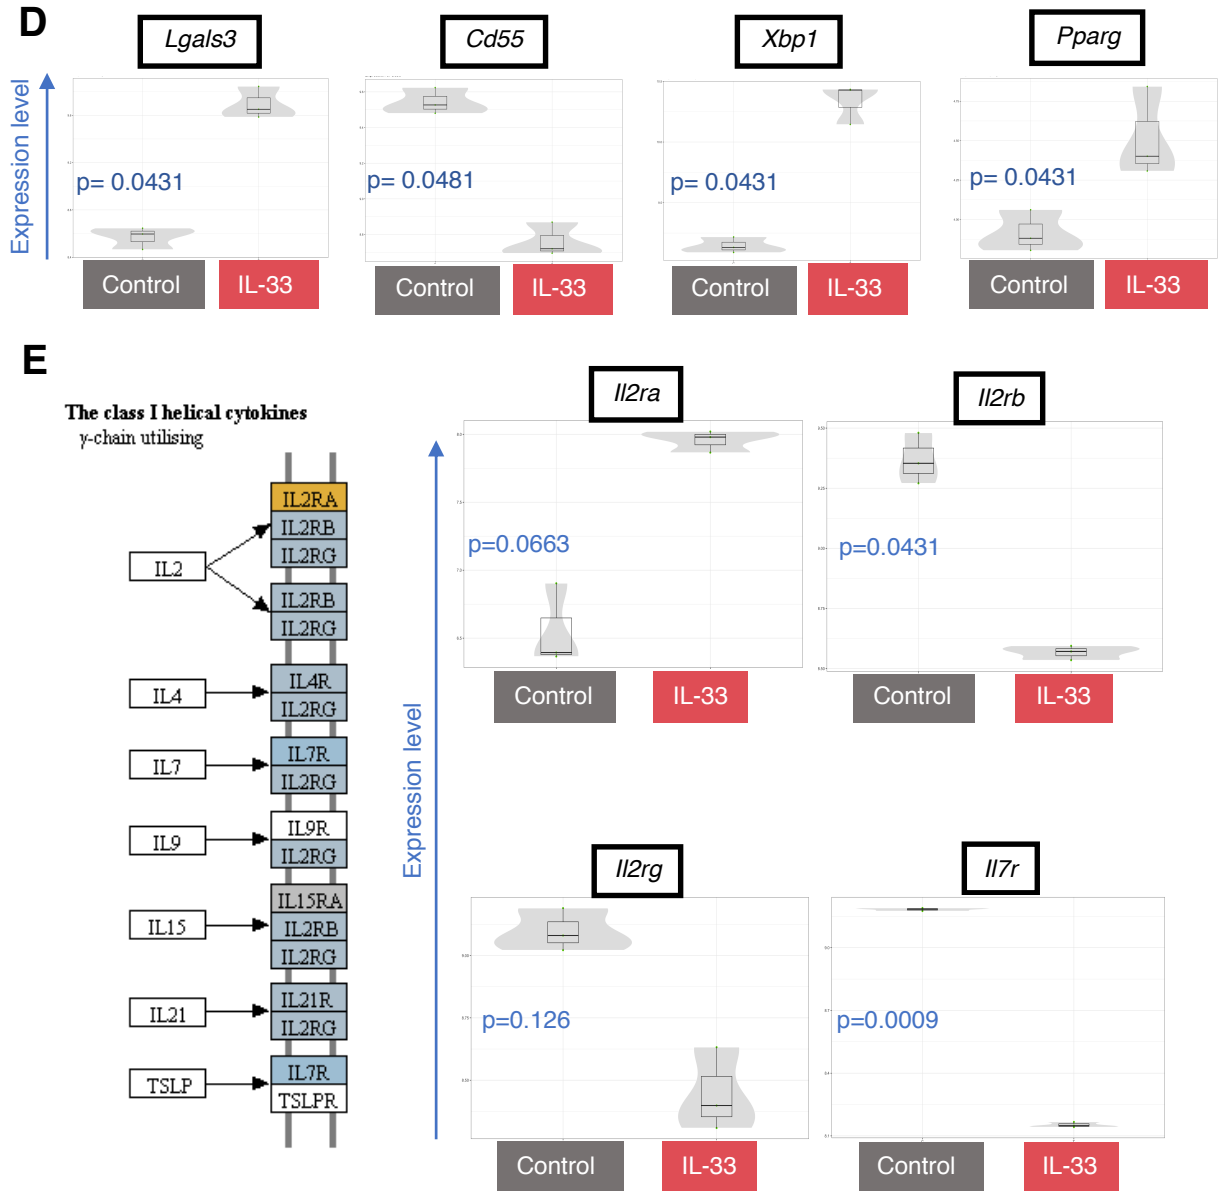 D
Lgals3
Cd55
Xbp1
Pparg
Expression level
p= 0.0431
p= 0.0481
p= 0.0431
p= 0.0431
Control
IL-33
Control
IL-33
Control
IL-33
Control
IL-33
E
The class I helical cytokines
γ-chain utilising
IL2
IL2RA
IL2RB
IL2RG
IL2RB
IL2RG
IL4
IL4R
IL2RG
IL7
IL7R
IL2RG
IL9
IL9R
IL2RG
IL15
IL15RA
IL2RB
IL2RG
IL21
IL21R
IL2RG
TSLP
IL7R
TSLPR
Expression level
Il2ra
p=0.0663
Control
IL-33
Il2rb
p=0.0431
Control
IL-33
Il2rg
p=0.126
Control
IL-33
Il7r
p=0.0009
Control
IL-33